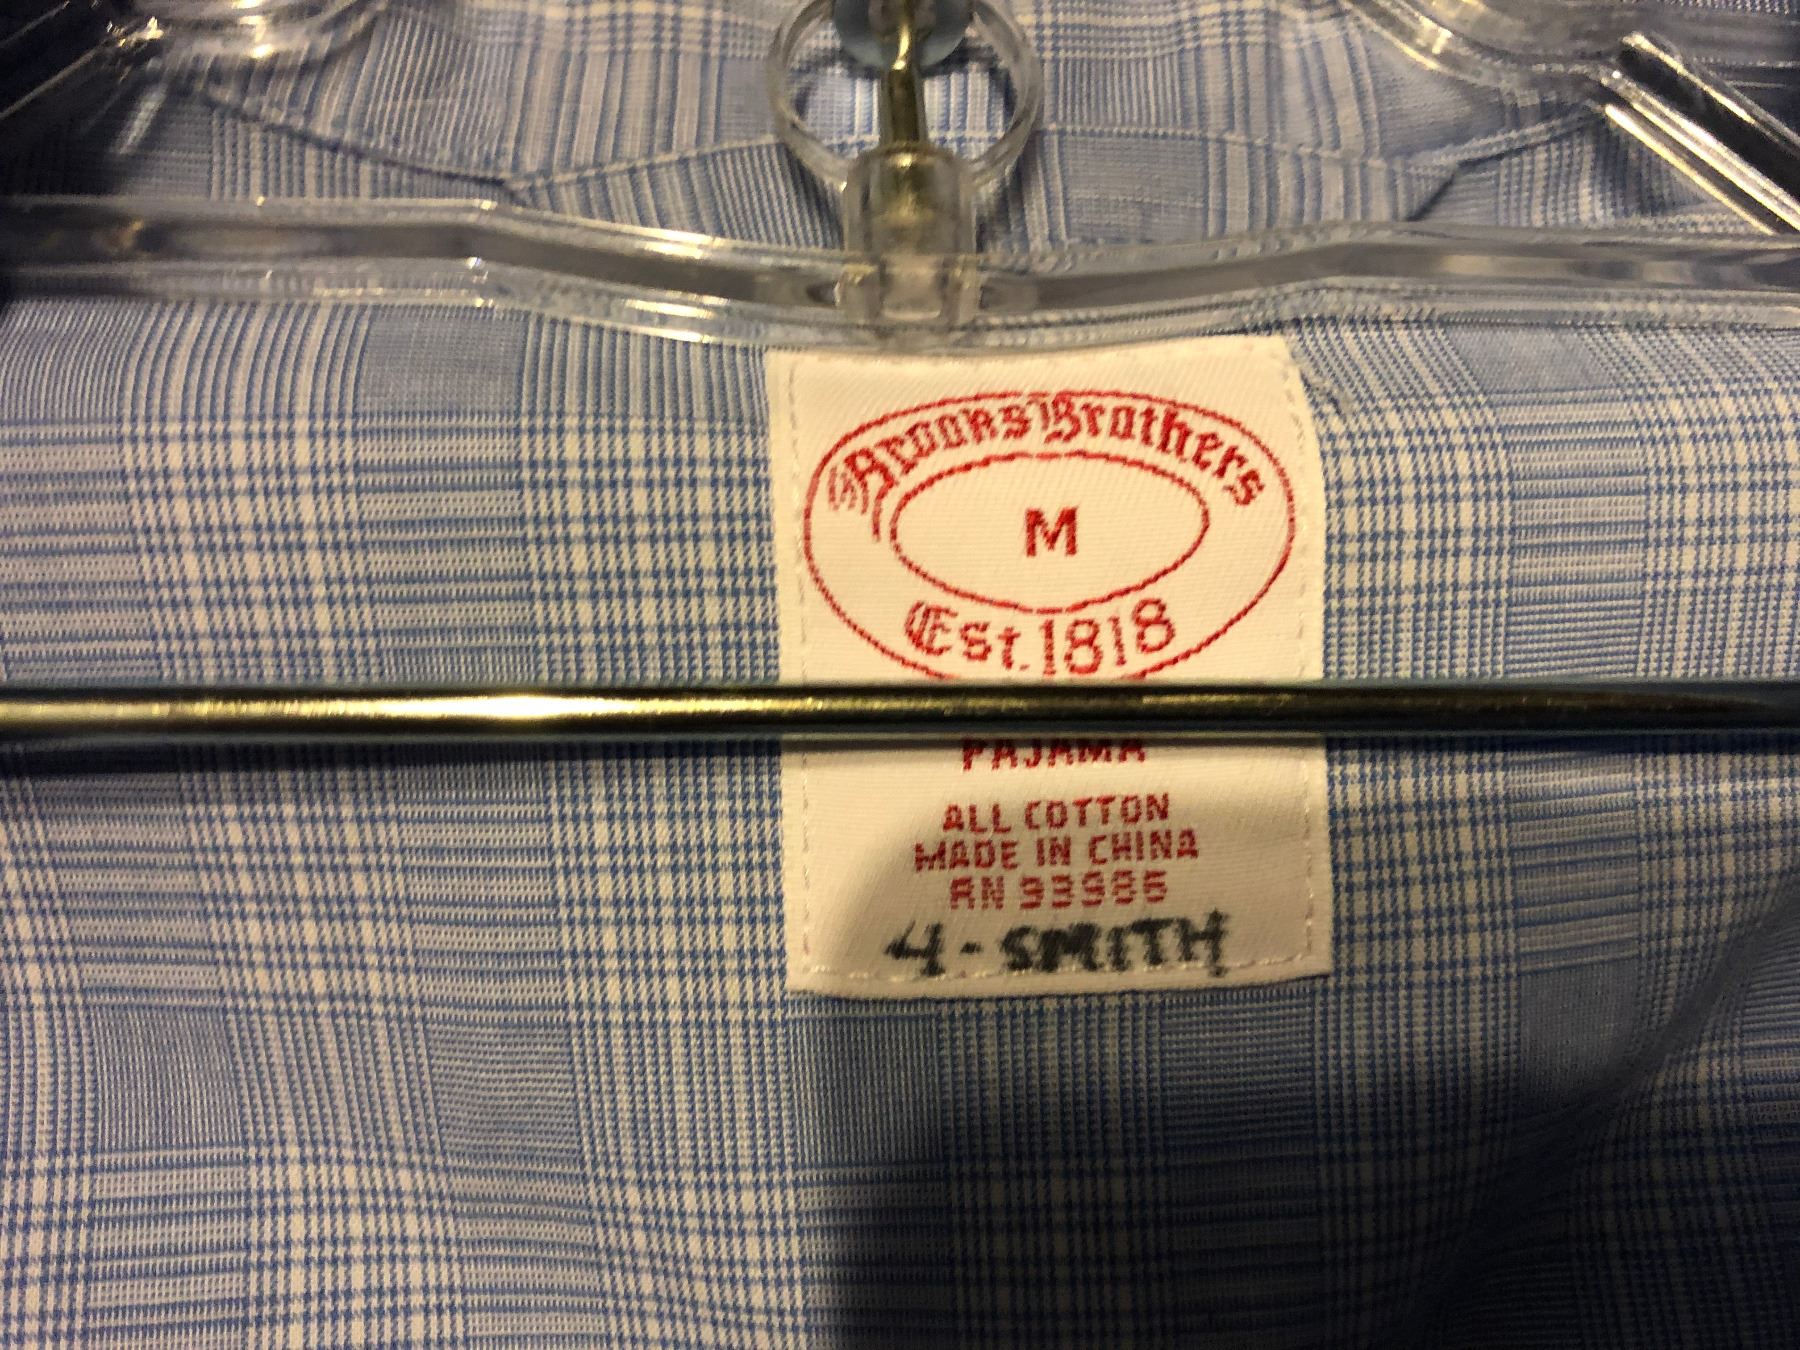 Brooks Brothers
M
Est. 1818
PAJAMA
ALL COTTON
MADE IN CHINA
RN 93985
4-SMITH